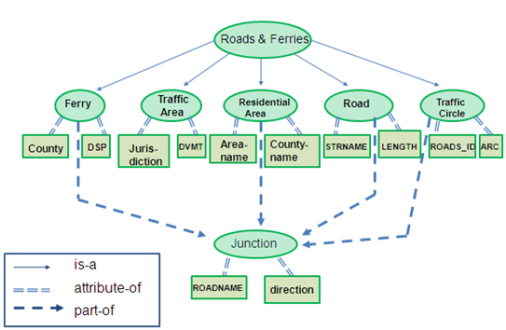 Roads & Ferries
Ferry
Traffic
Area
Residential
Area
Road
Traffic
Circle
County
DSP
Juris-
diction
DVMT
Area-
name
County-
name
STRNAME
LENGTH
ROADS_ID
ARC
Junction
ROADNAME
direction
is-a
attribute-of
part-of